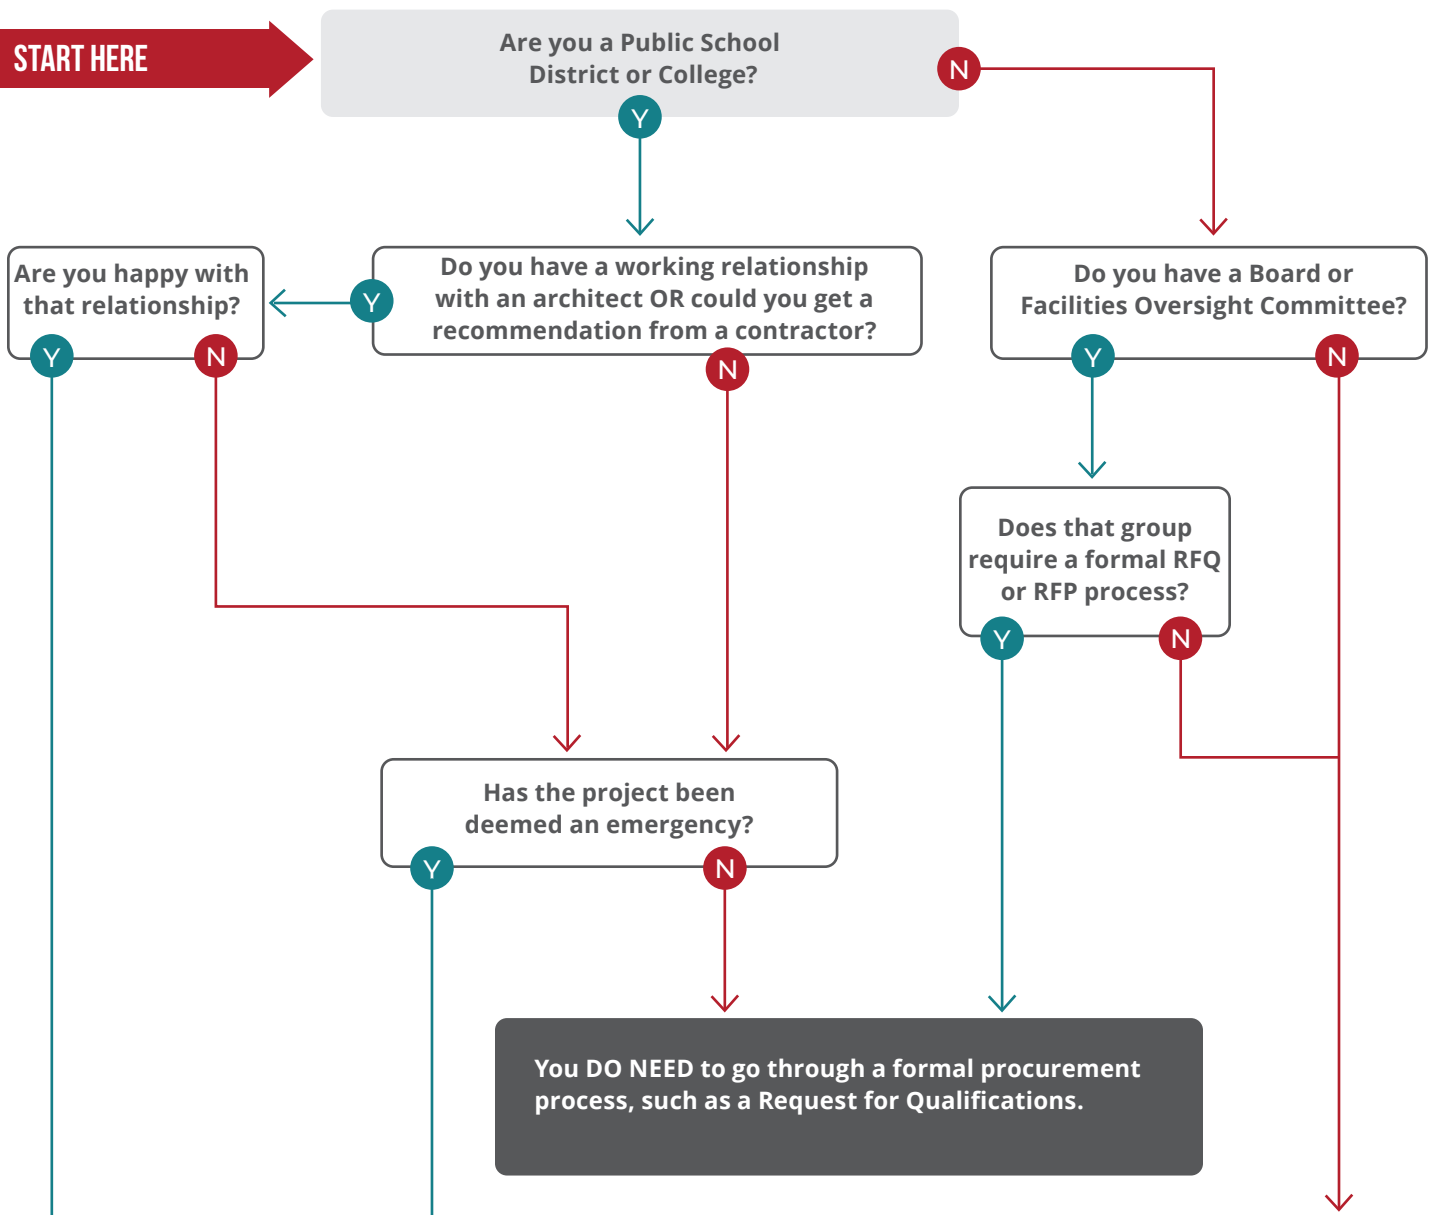 START HERE
Are you a Public School
District or College?
N
Y
Are you happy with
that relationship?
Y
N
Do you have a working relationship
with an architect OR could you get a
recommendation from a contractor?
Y
N
Do you have a Board or
Facilities Oversight Committee?
Y
N
Does that group
require a formal RFQ
or RFP process?
Y
N
Has the project been
deemed an emergency?
Y
N
You DO NEED to go through a formal procurement
process, such as a Request for Qualifications.